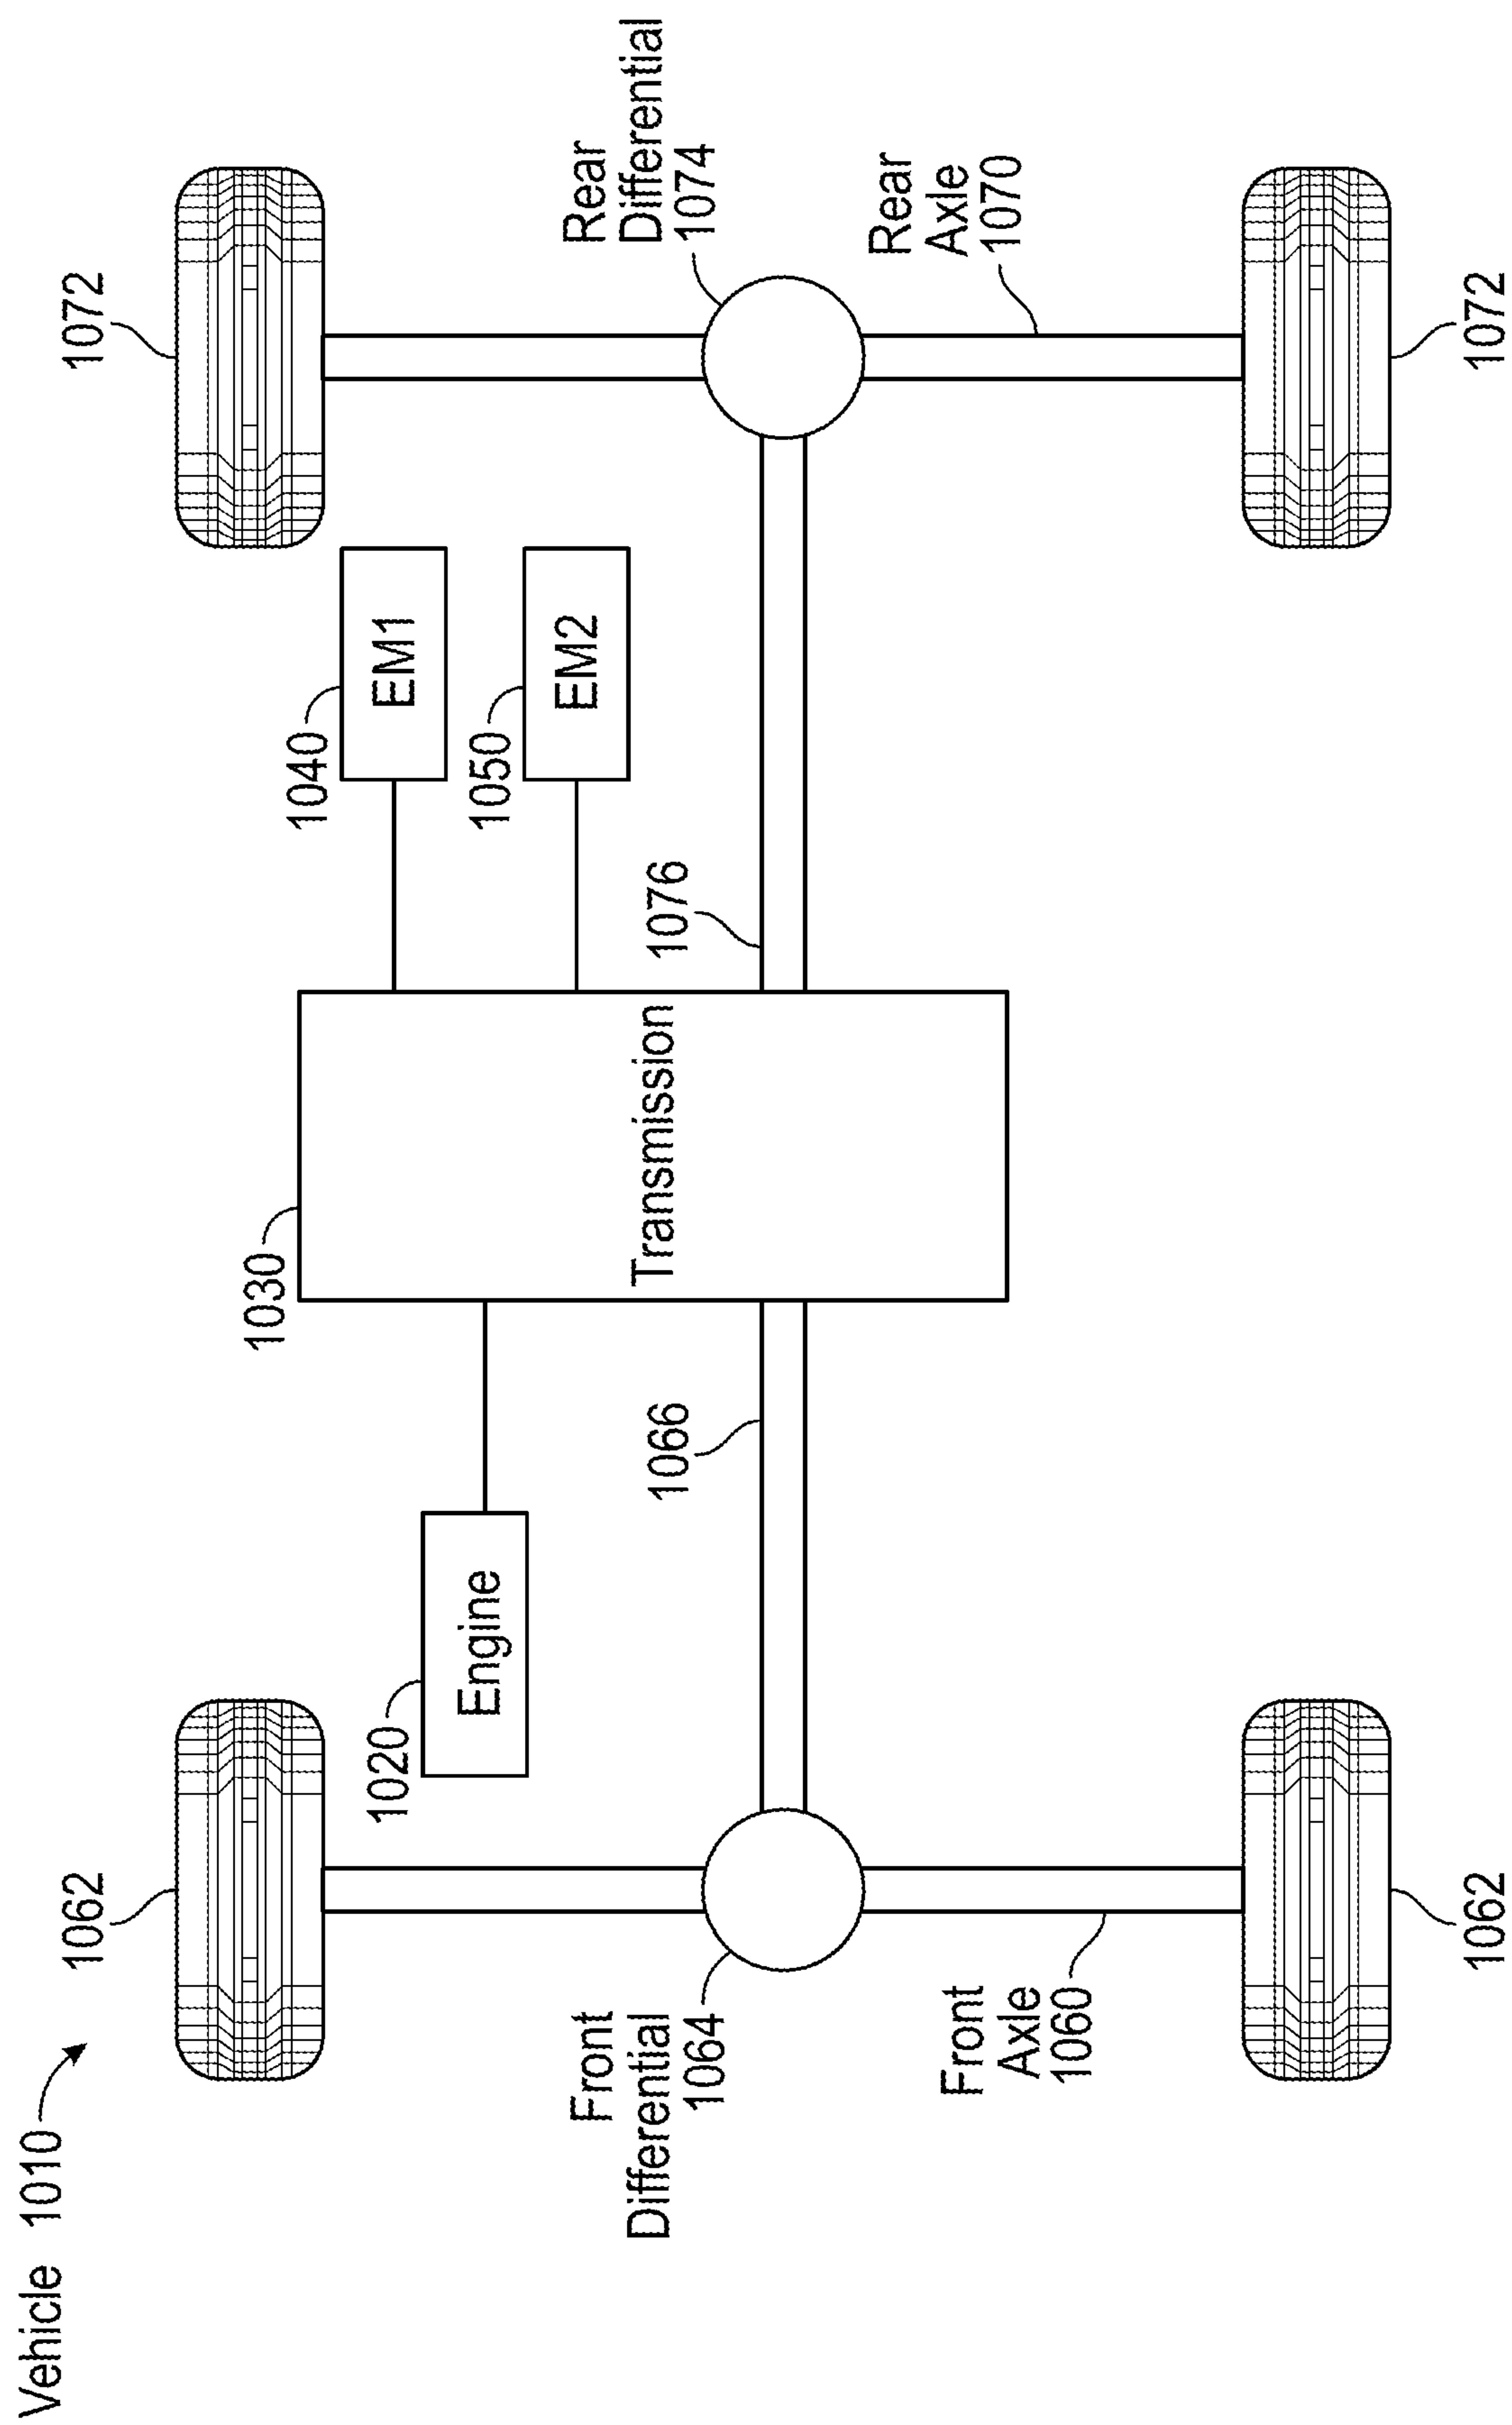 Vehicle 1010
1062
1072
1020
Engine
1030
Transmission
1040
EM1
1050
EM2
1066
1076
Front
Differential
1064
Rear
Differential
1074
Front
Axle
1060
Rear
Axle
1070
1062
1072